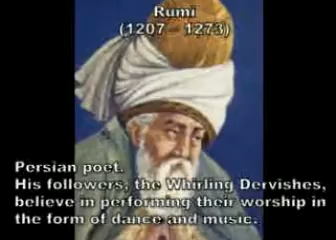 Rumi
(1207 - 1273)
Persian poet.
His followers, the Whirling Dervishes,
believe in performing their worship in
the form of dance and music.